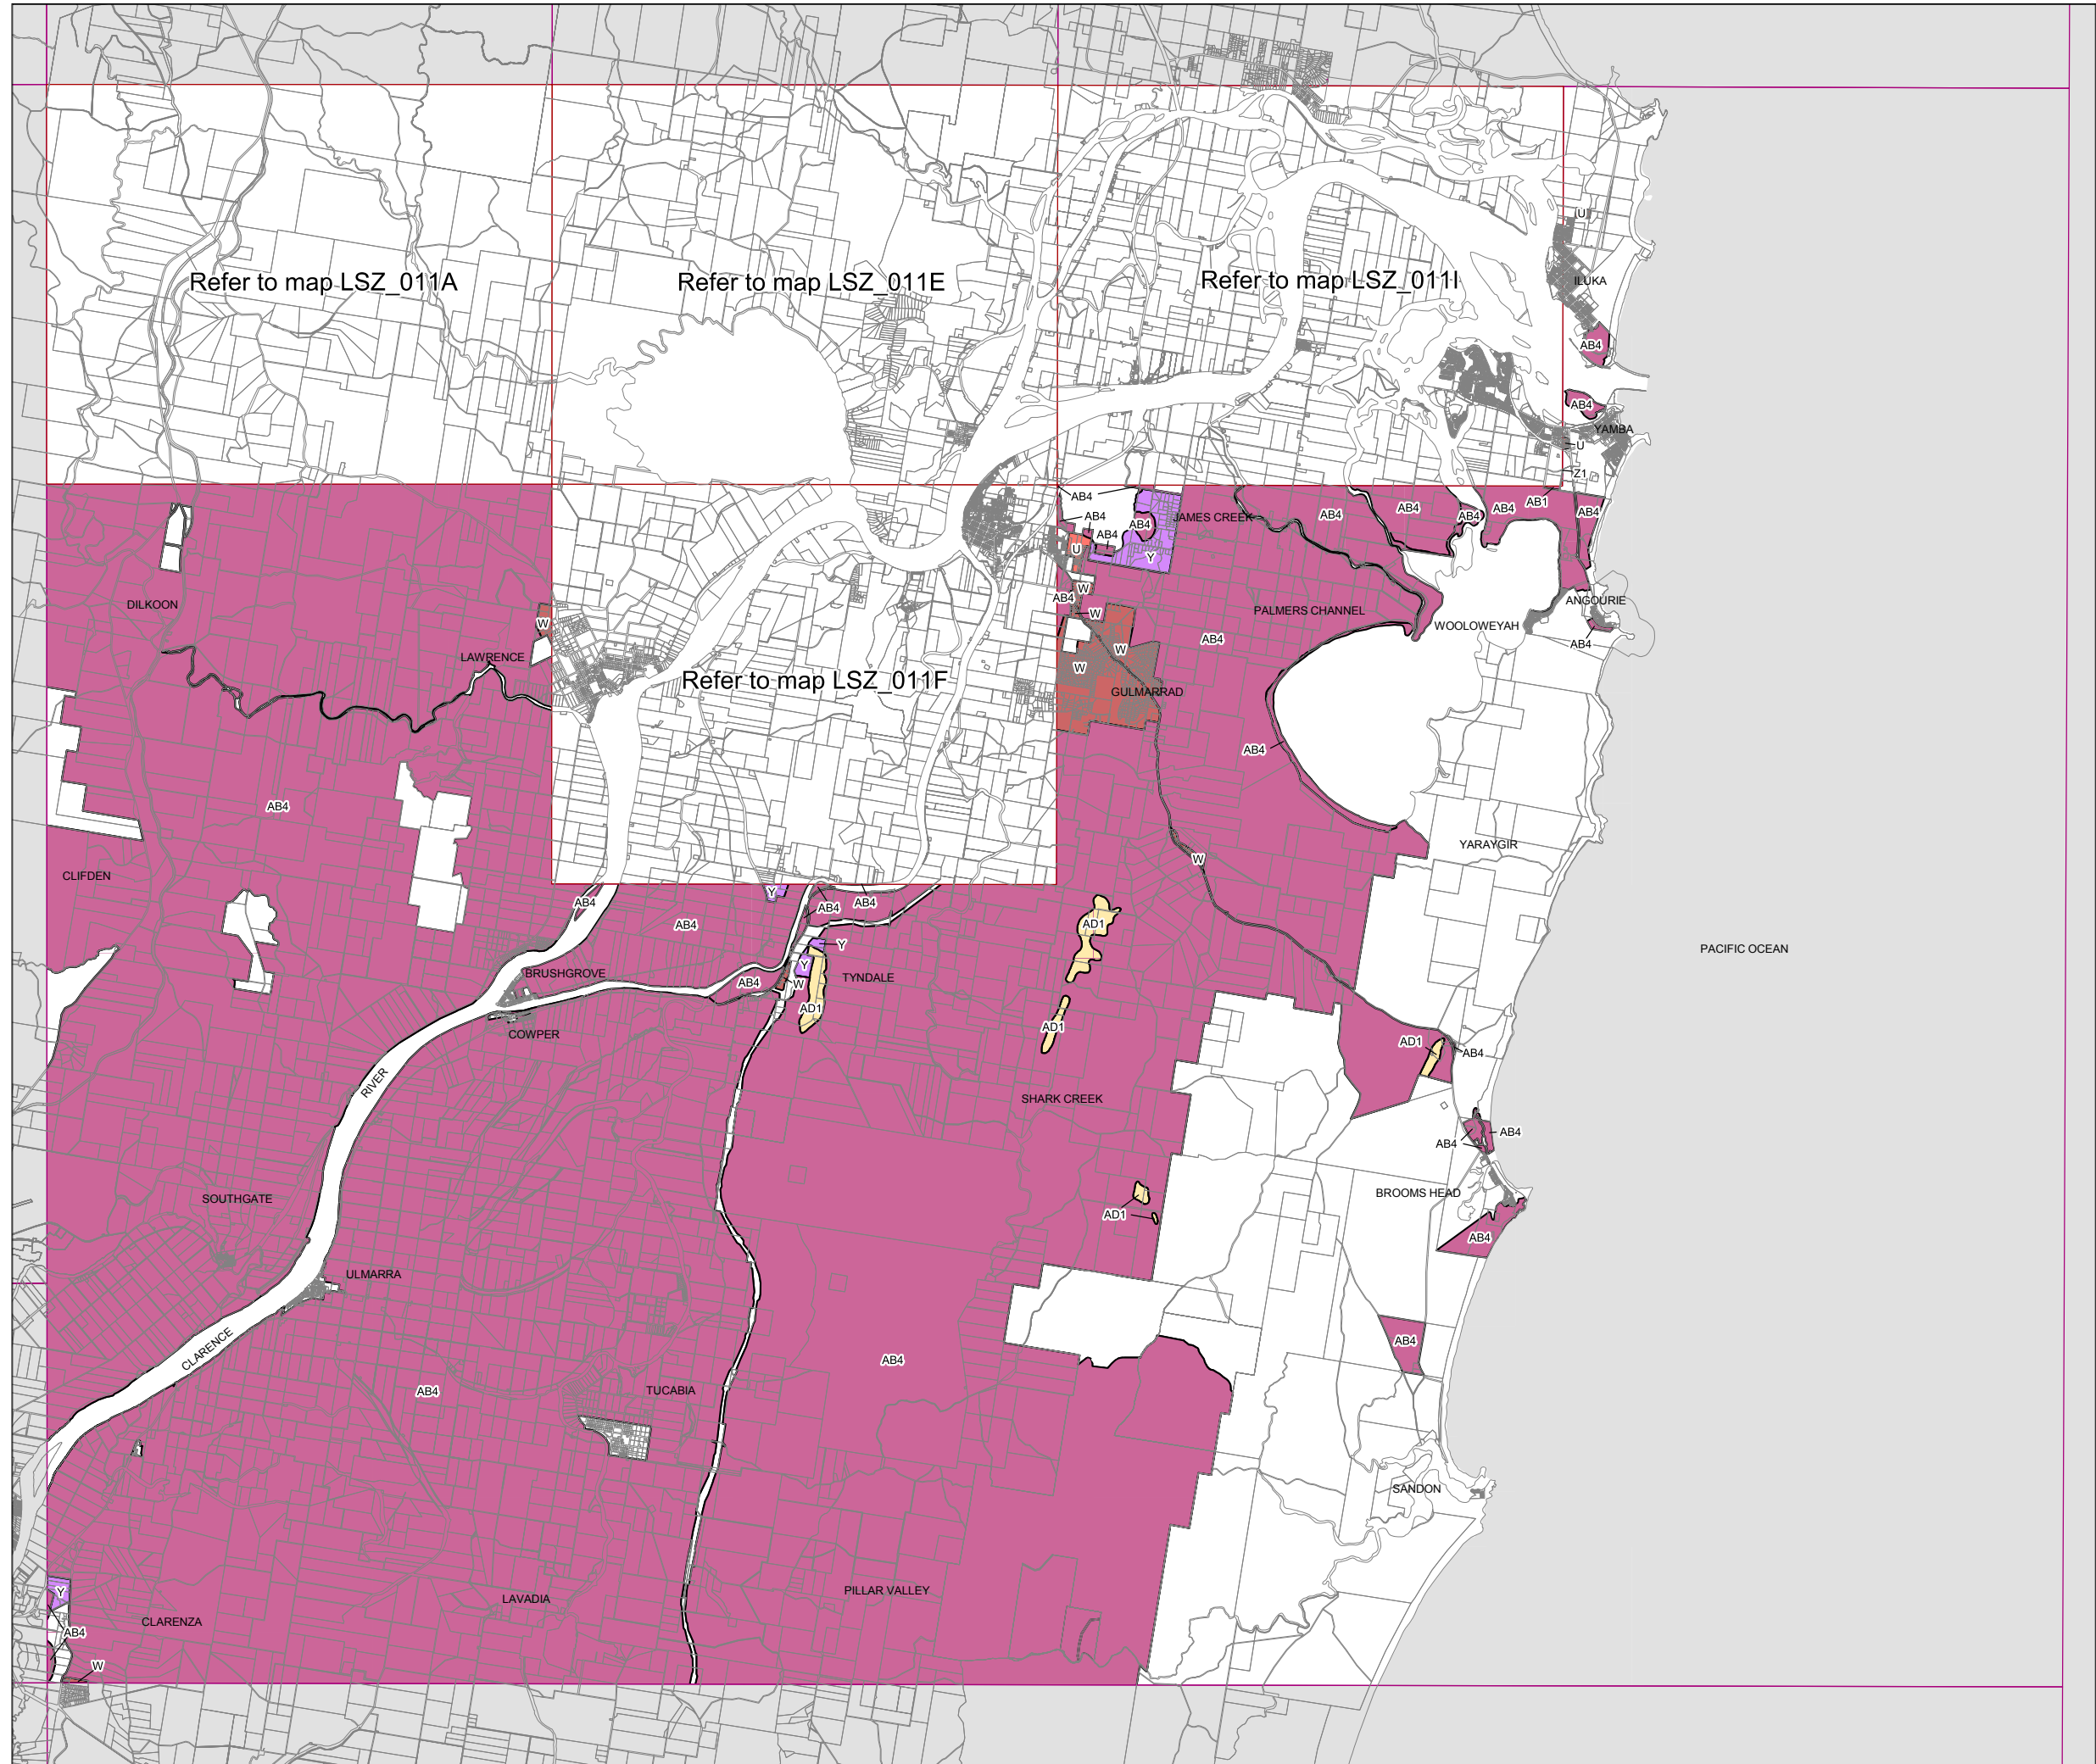 U
Refer to map LSZ_011A
Refer to map LSZ_011E
Refer to map LSZ_011I
ILUKA
AB4
AB4
YAMBA
U
Z1
AB4
AB4
AB4
AB4
U
AB4
JAMES CREEK
Y
AB4
AB4
AB4
AB4
AB1
AB4
DILKOON
W
LAWRENCE
AB4
W
W
PALMERS CHANNEL
AB4
WOOLOWEYAH
ANGOURIE
AB4
W
W
GULMARRAD
Refer to map LSZ_011F
AB4
AB4
CLIFDEN
W
YARAYGIR
AB4
Y
AB4
AB4
AB4
AD1
PACIFIC OCEAN
BRUSHGROVE
Y
Y
TYNDALE
AB4
W
AD1
COWPER
AD1
AD1
AB4
RIVER
SHARK CREEK
AB4
AB4
SOUTHGATE
AD1
BROOMS HEAD
AB4
ULMARRA
CLARENCE
AB4
AB4
AB4
TUCABIA
SANDON
Y
LAVADIA
PILLAR VALLEY
CLARENZA
AB4
W